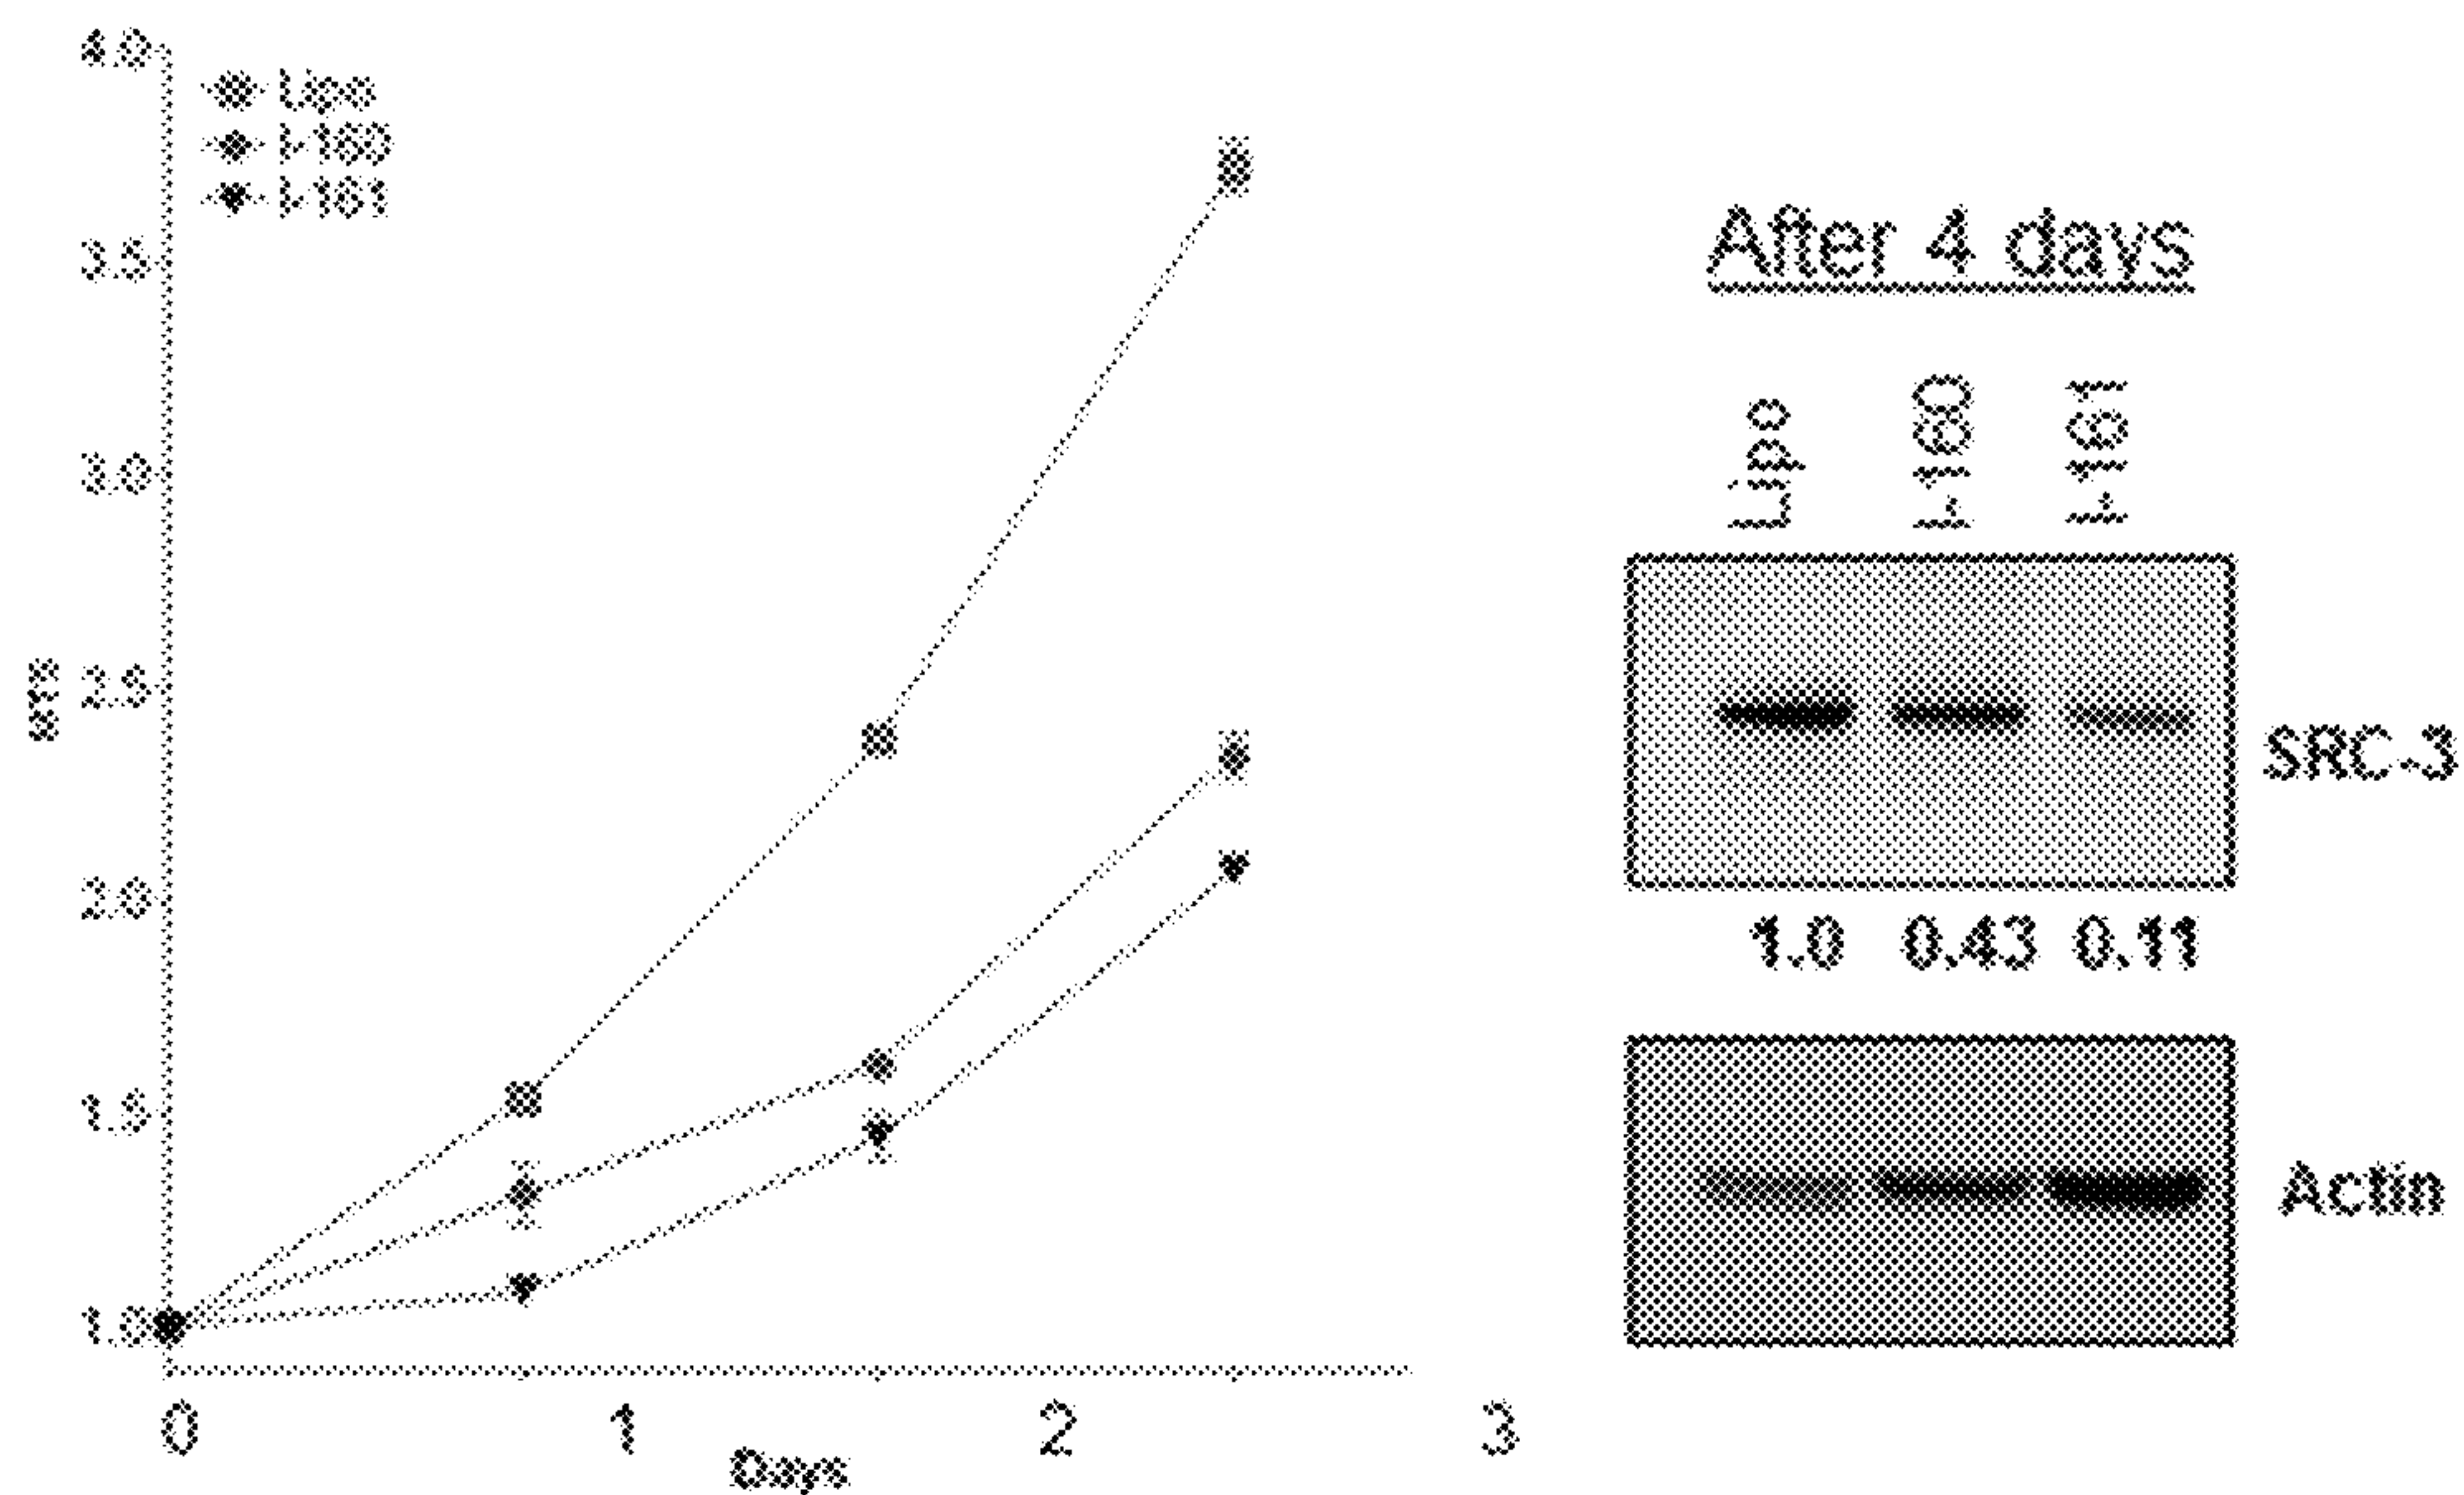 4.0
Lipo
I-160
I-161
3.5
3.0
2.5
2.0
1.5
1.0
0 1 2 3
Days
After 4 days
Lipo I-160 I-161
SRC-3
1.0 0.43 0.11
Actin